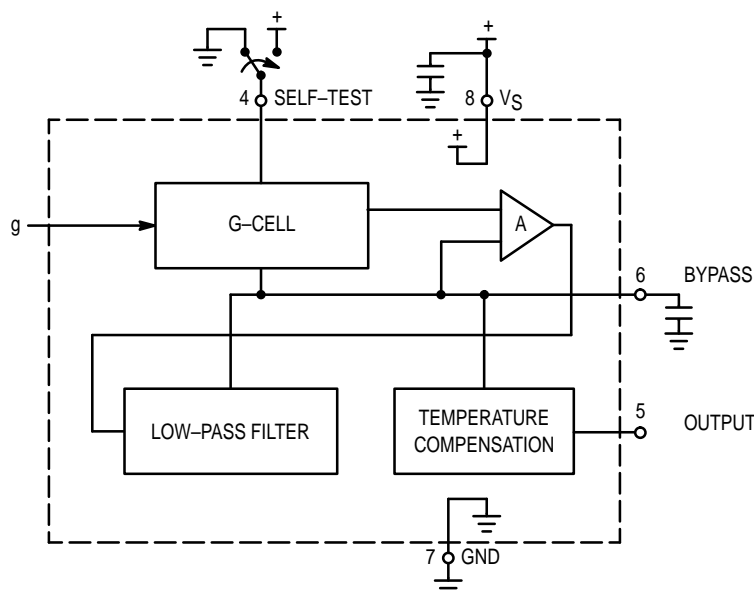 +
+
+
4 SELF–TEST
8 VS
g
G–CELL
A
6
BYPASS
LOW–PASS FILTER
TEMPERATURE
COMPENSATION
5
OUTPUT
7 GND